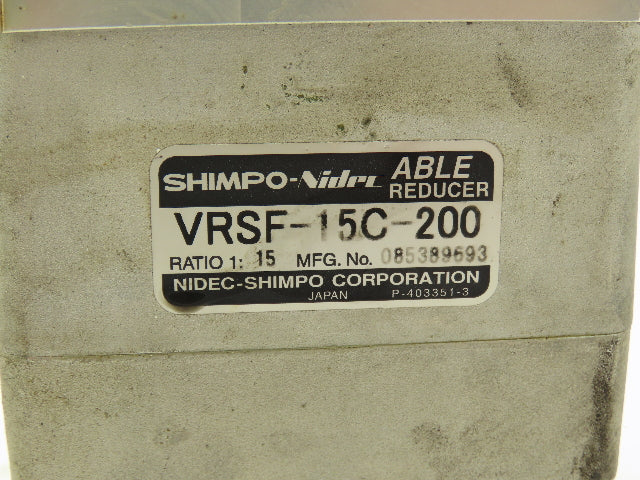 SHIMPO-Nidec ABLE
REDUCER
VRSF-15C-200
RATIO 1: 15 MFG. No. 085389693
NIDEC-SHIMPO CORPORATION
JAPAN P-403351-3